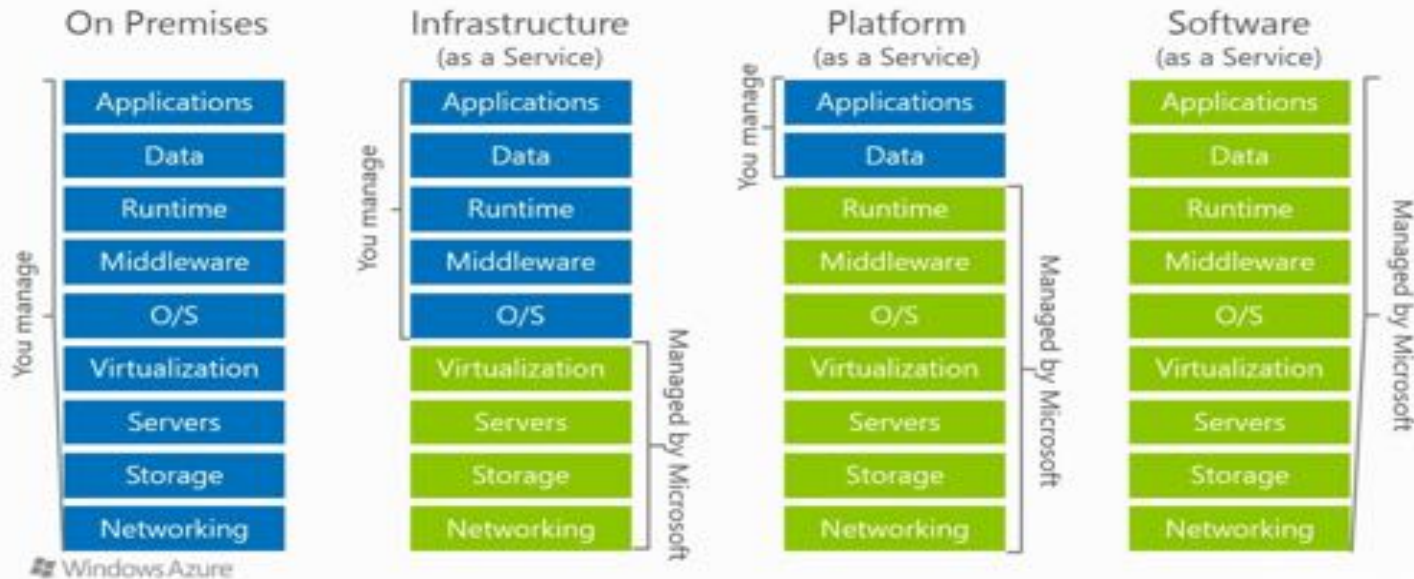 On Premises
You manage
Applications
Data
Runtime
Middleware
O/S
Virtualization
Servers
Storage
Networking
Infrastructure
(as a Service)
You manage
Applications
Data
Runtime
Middleware
O/S
Virtualization
Servers
Storage
Networking
Managed by Microsoft
Platform
(as a Service)
You manage
Applications
Data
Runtime
Middleware
O/S
Virtualization
Servers
Storage
Networking
Managed by Microsoft
Software
(as a Service)
Applications
Data
Runtime
Middleware
O/S
Virtualization
Servers
Storage
Networking
Managed by Microsoft
Windows Azure